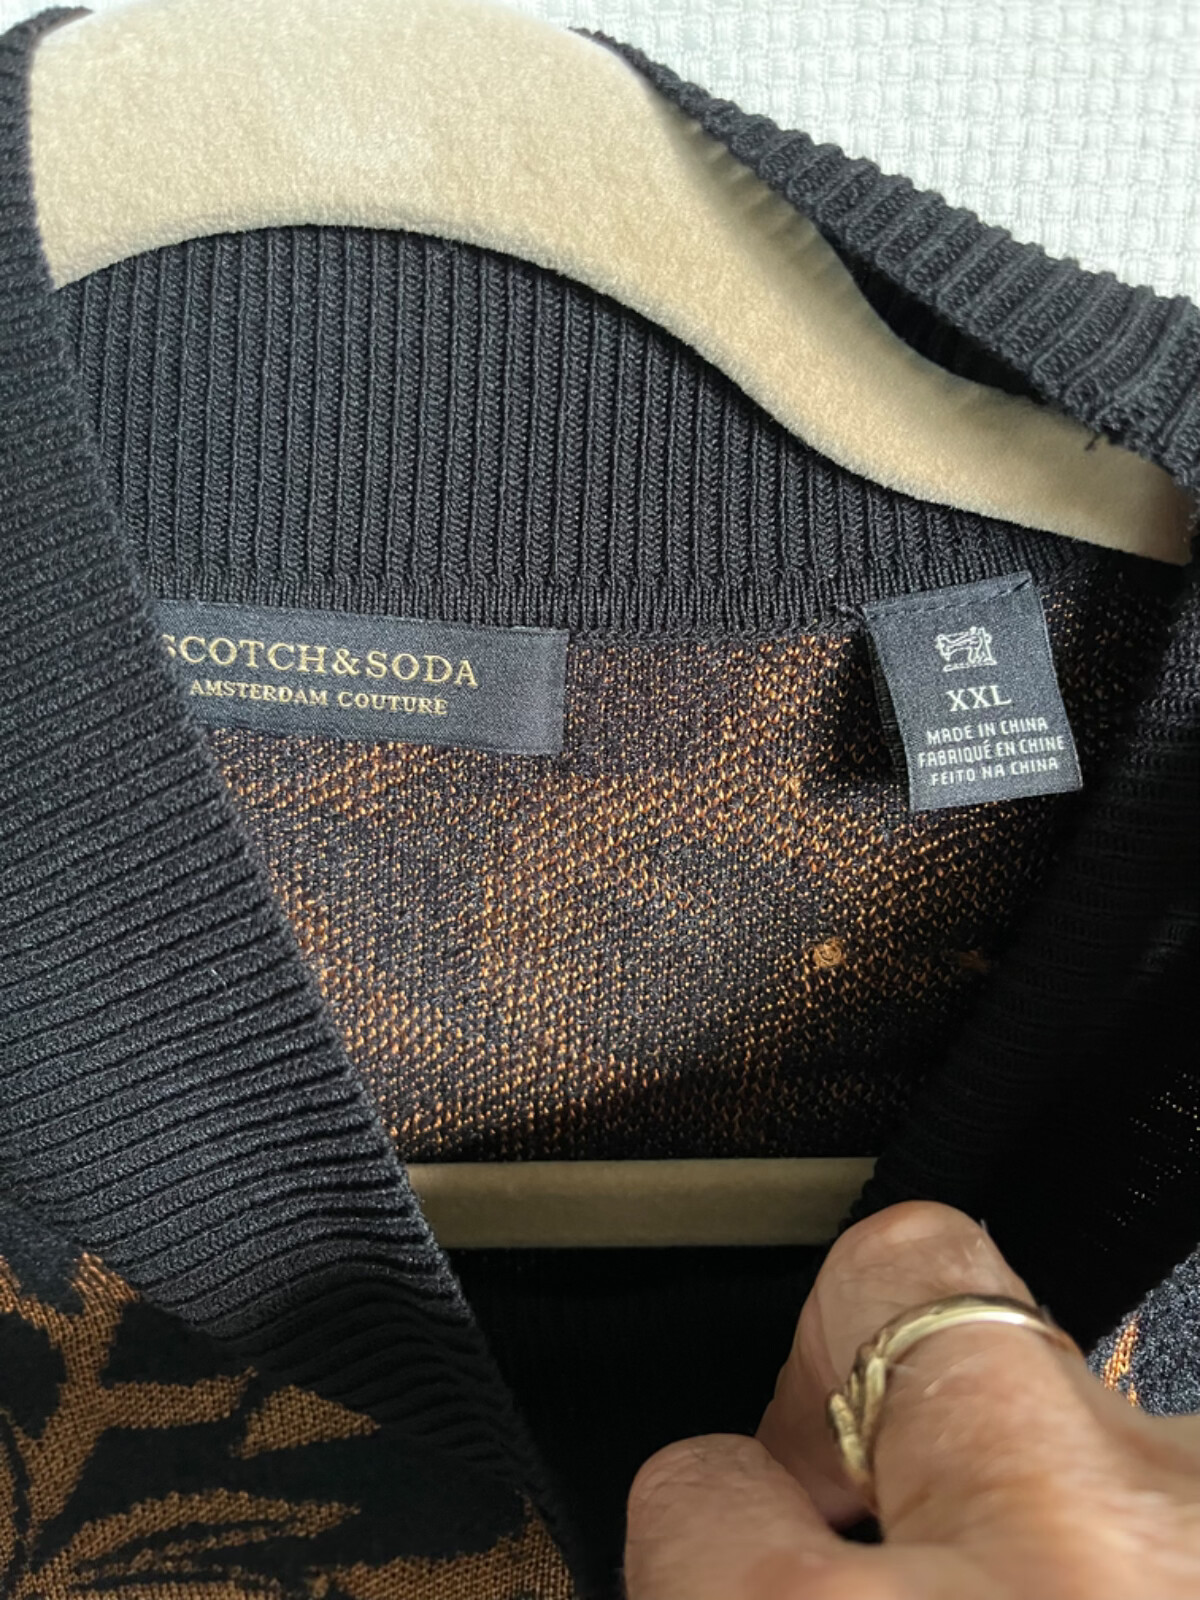 SCOTCH&SODA
AMSTERDAM COUTURE
XXL
MADE IN CHINA
FABRIQUÉ EN CHINE
FEITO NA CHINA